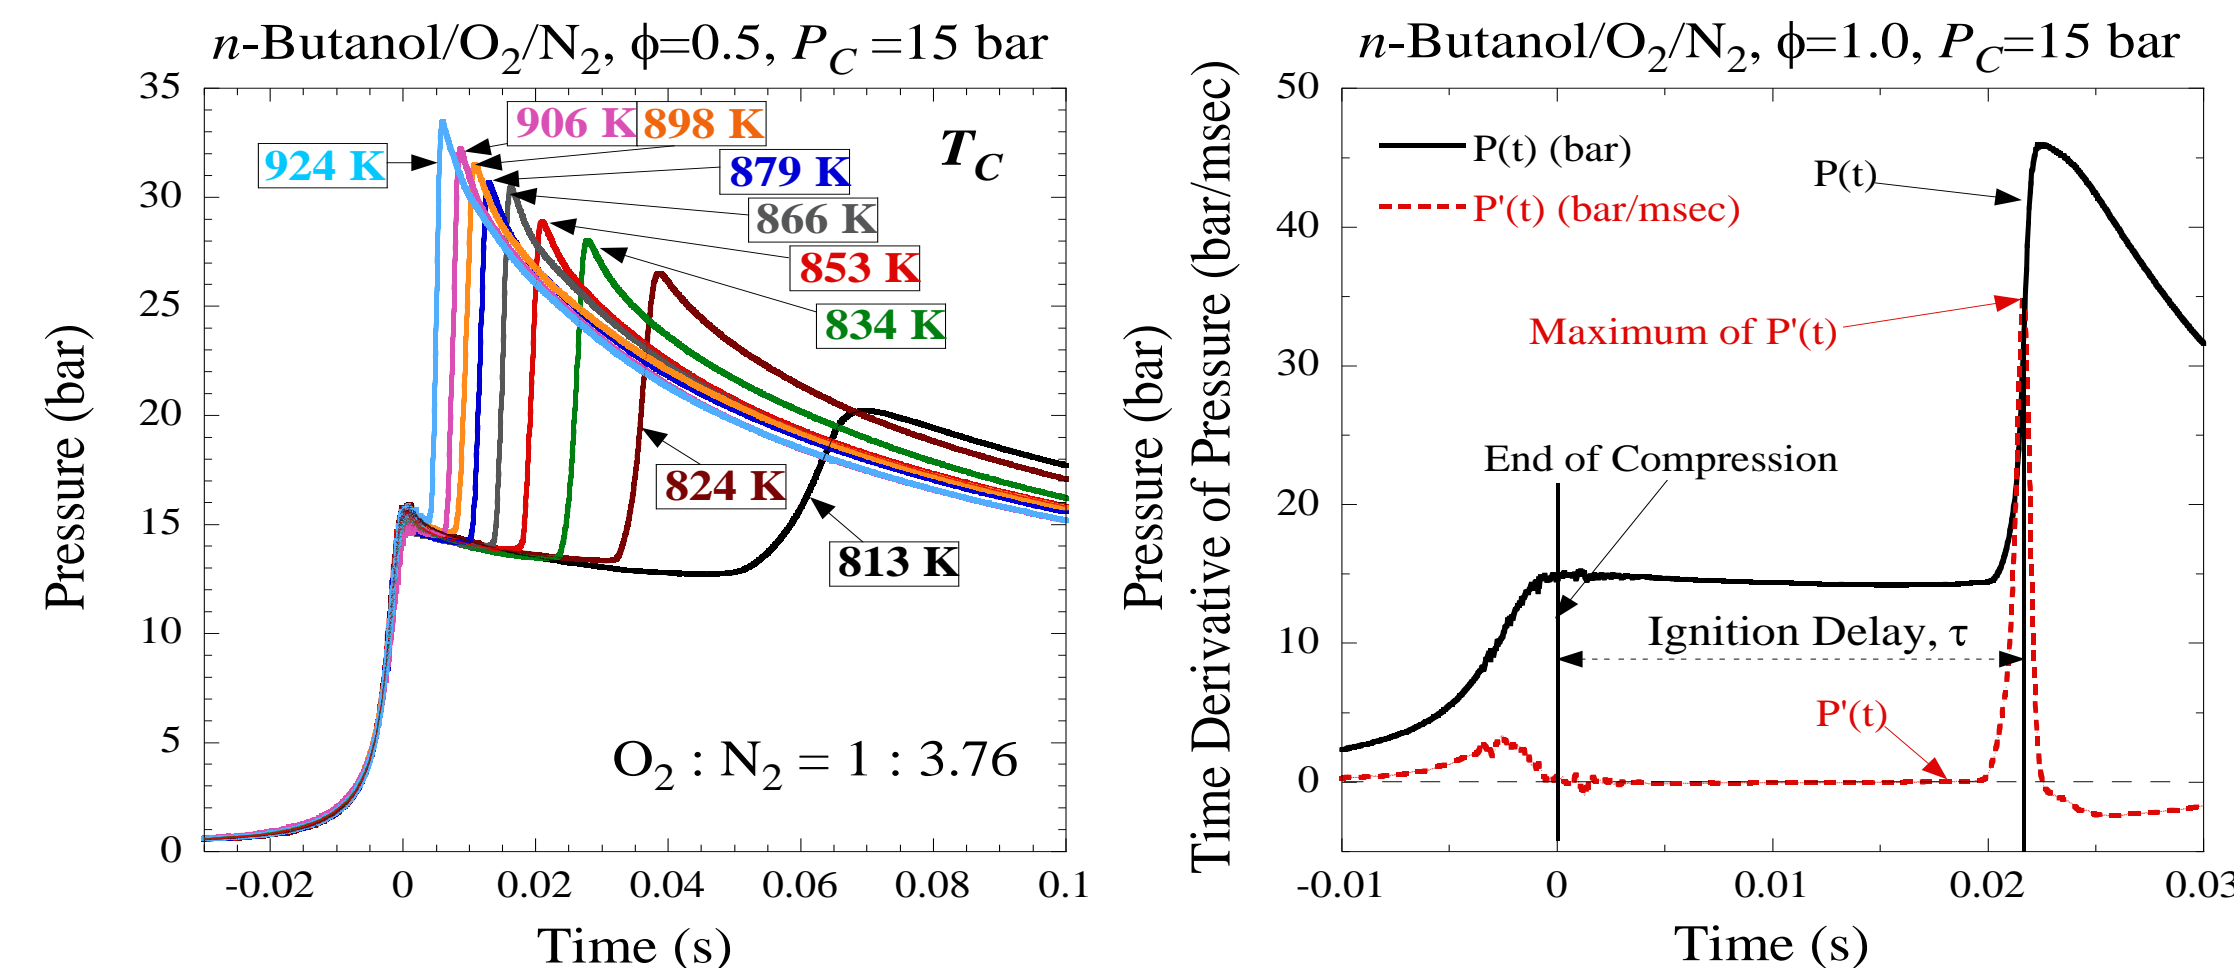 n-Butanol/O2/N2, ϕ=0.5, PC =15 bar
35
30
25
20
15
10
5
0
Pressure (bar)
906 K
898 K
924 K
TC
879 K
866 K
853 K
834 K
824 K
813 K
O2 : N2 = 1 : 3.76
-0.02
0
0.02
0.04
0.06
0.08
0.1
Time (s)
n-Butanol/O2/N2, ϕ=1.0, PC=15 bar
Pressure (bar)
Time Derivative of Pressure (bar/msec)
50
40
30
20
10
0
P(t) (bar)
P'(t) (bar/msec)
P(t)
Maximum of P'(t)
End of Compression
Ignition Delay, τ
P'(t)
-0.01
0
0.01
0.02
0.03
Time (s)